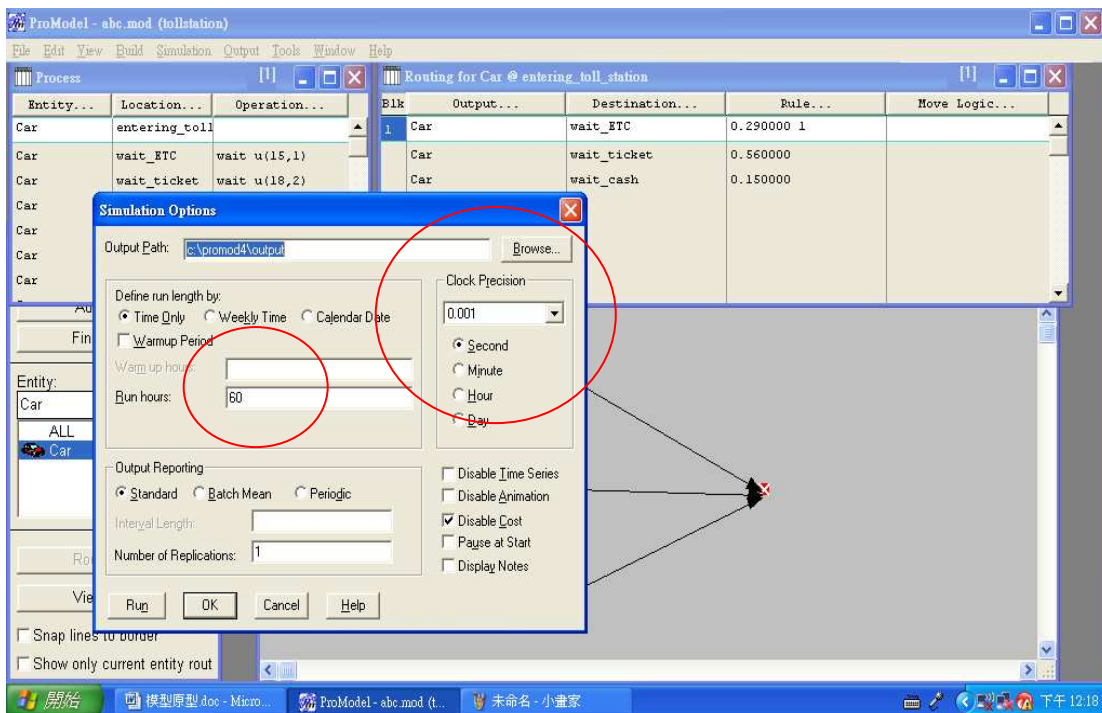 ProModel - abc.mod (tollstation)
File Edit View Build Simulation Output Tools Window Help
Process [1]
Entity... Location... Operation...
Car entering_toll
Car wait_ETC wait u(15,1)
Car wait_ticket wait u(18,2)
Car
Car
Car
Car
Routing for Car @ entering_toll_station [1]
Blk Output... Destination... Rule... Move Logic...
1 Car wait_ETC 0.290000 1
Car wait_ticket 0.560000
Car wait_cash 0.150000
Simulation Options
Output Path: c:\promod4\output Browse...
Define run length by:
Time Only Weekly Time Calendar Date
Warmup Period
Warm up hours:
Run hours: 60
Clock Precision
0.001
Second
Minute
Hour
Day
Output Reporting
Standard Batch Mean Periodic
Interval Length:
Number of Replications: 1
Disable Time Series
Disable Animation
Disable Cost
Pause at Start
Display Notes
Run OK Cancel Help
Fin
Entity:
Car
ALL
Car
Ro
Vie
Snap lines to border
Show only current entity rout
開始 模型原型.doc - Micro... ProModel - abc.mod (t... 未命名 - 小畫家 下午 12:18